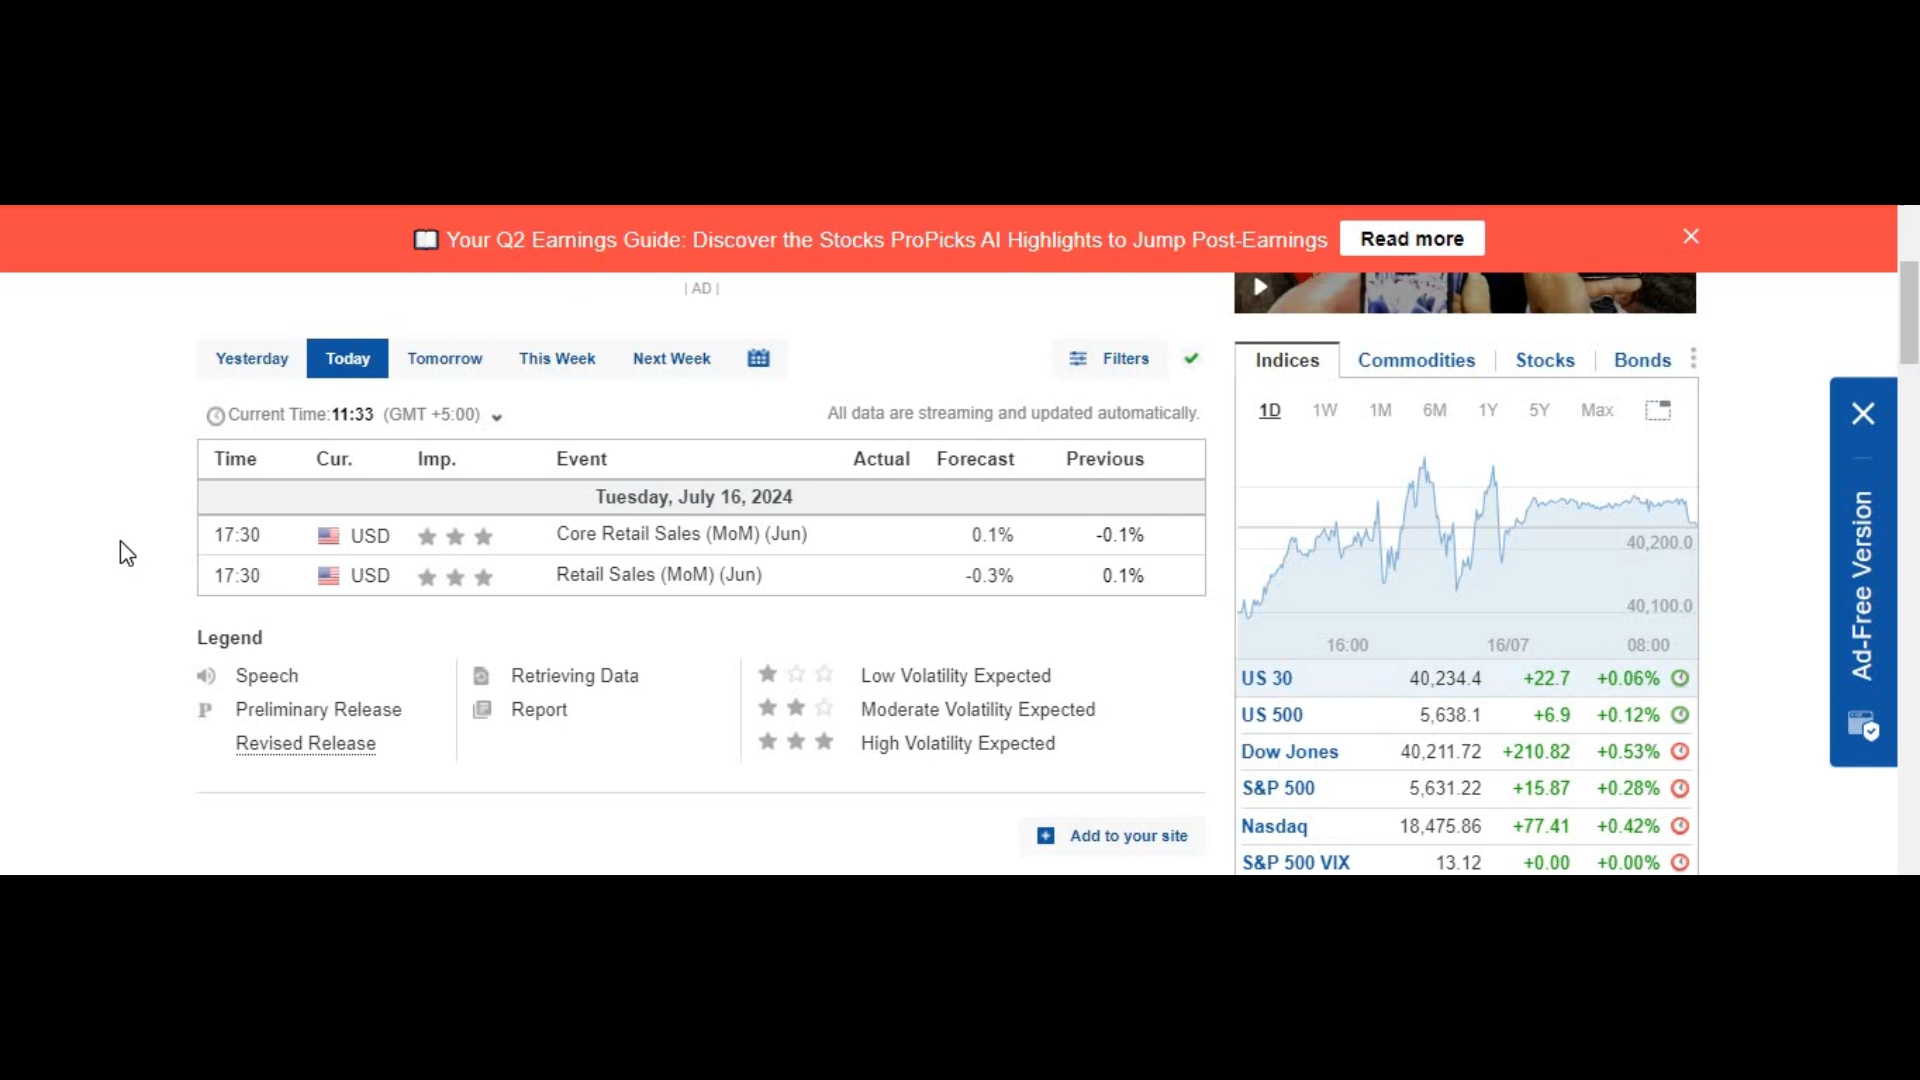 Your Q2 Earnings Guide: Discover the Stocks ProPicks AI Highlights to Jump Post-Earnings Read more
| AD |
Yesterday Today Tomorrow This Week Next Week Filters
Current Time:11:33 (GMT +5:00) All data are streaming and updated automatically.
Time Cur. Imp. Event Actual Forecast Previous
Tuesday, July 16, 2024
17:30 USD Core Retail Sales (MoM) (Jun) 0.1% -0.1%
17:30 USD Retail Sales (MoM) (Jun) -0.3% 0.1%
Legend
Speech Retrieving Data Low Volatility Expected
P Preliminary Release Report Moderate Volatility Expected
Revised Release High Volatility Expected
Add to your site
Indices Commodities Stocks Bonds
1D 1W 1M 6M 1Y 5Y Max
40,200.0
40,100.0
16:00 16/07 08:00
US 30 40,234.4 +22.7 +0.06%
US 500 5,638.1 +6.9 +0.12%
Dow Jones 40,211.72 +210.82 +0.53%
S&P 500 5,631.22 +15.87 +0.28%
Nasdaq 18,475.86 +77.41 +0.42%
S&P 500 VIX 13.12 +0.00 +0.00%
Ad-Free Version